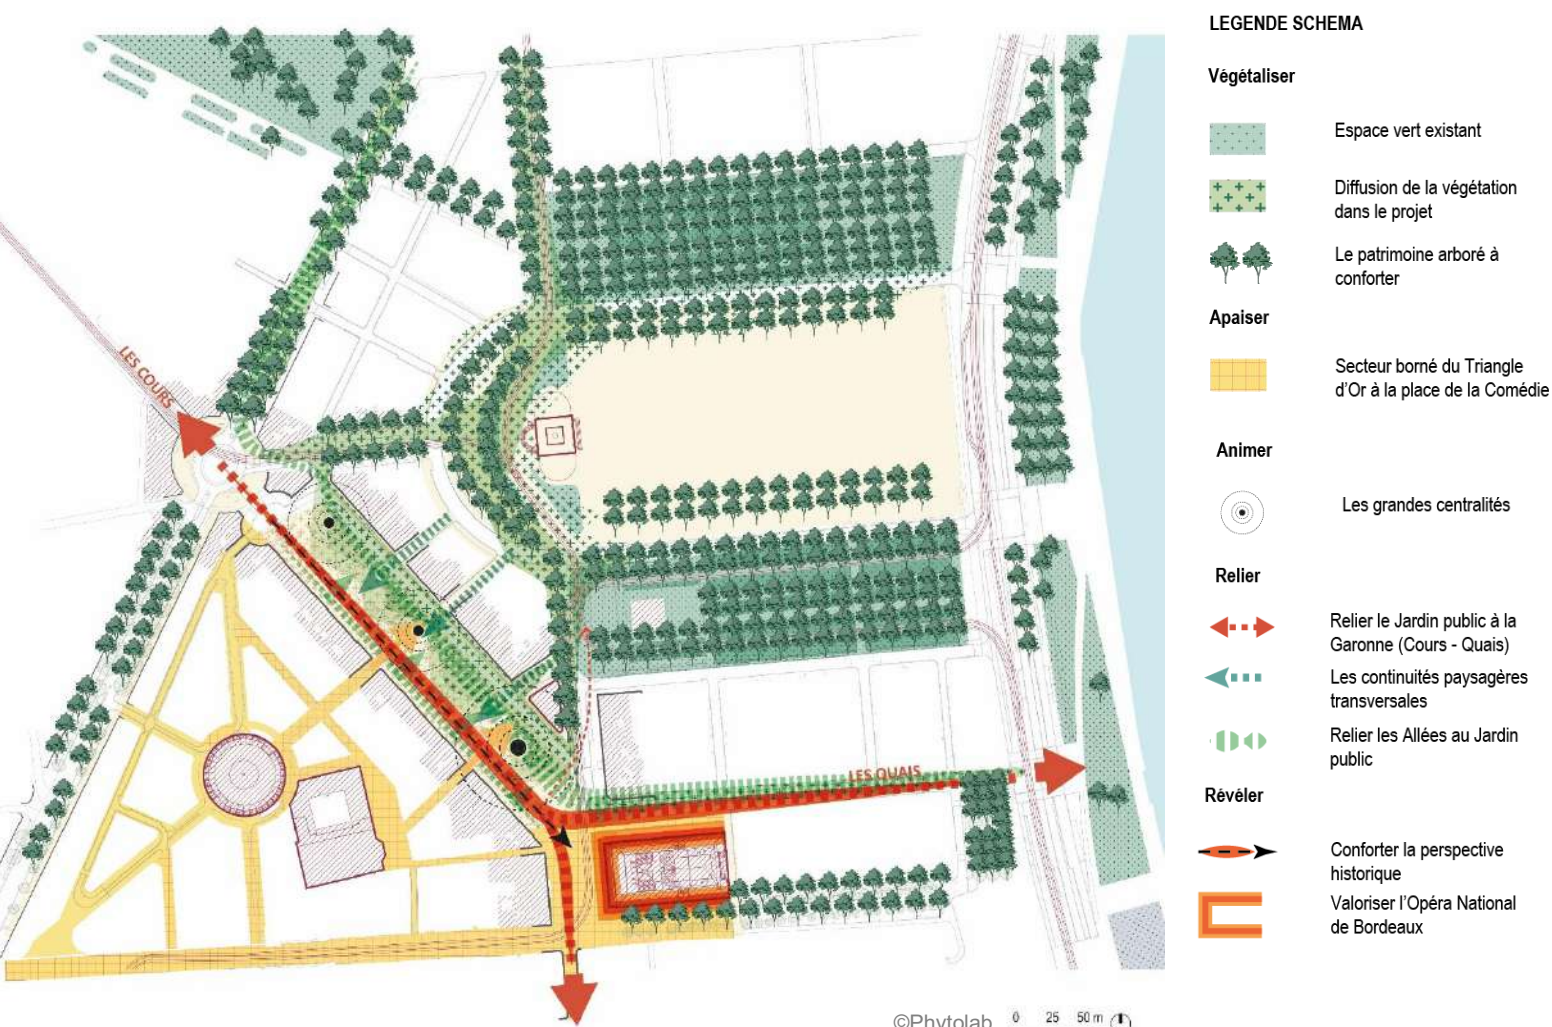 LEGENDE SCHEMA
Végétaliser
Espace vert existant
Diffusion de la végétation
dans le projet
Le patrimoine arboré à
conforter
Apaiser
Secteur borné du Triangle
d'Or à la place de la Comédie
Animer
Les grandes centralités
Relier
Relier le Jardin public à la
Garonne (Cours - Quais)
Les continuités paysagères
transversales
Relier les Allées au Jardin
public
Révéler
Conforter la perspective
historique
Valoriser l'Opéra National
de Bordeaux
LES COURS
LES QUAIS
©Phytolab
0 25 50 m